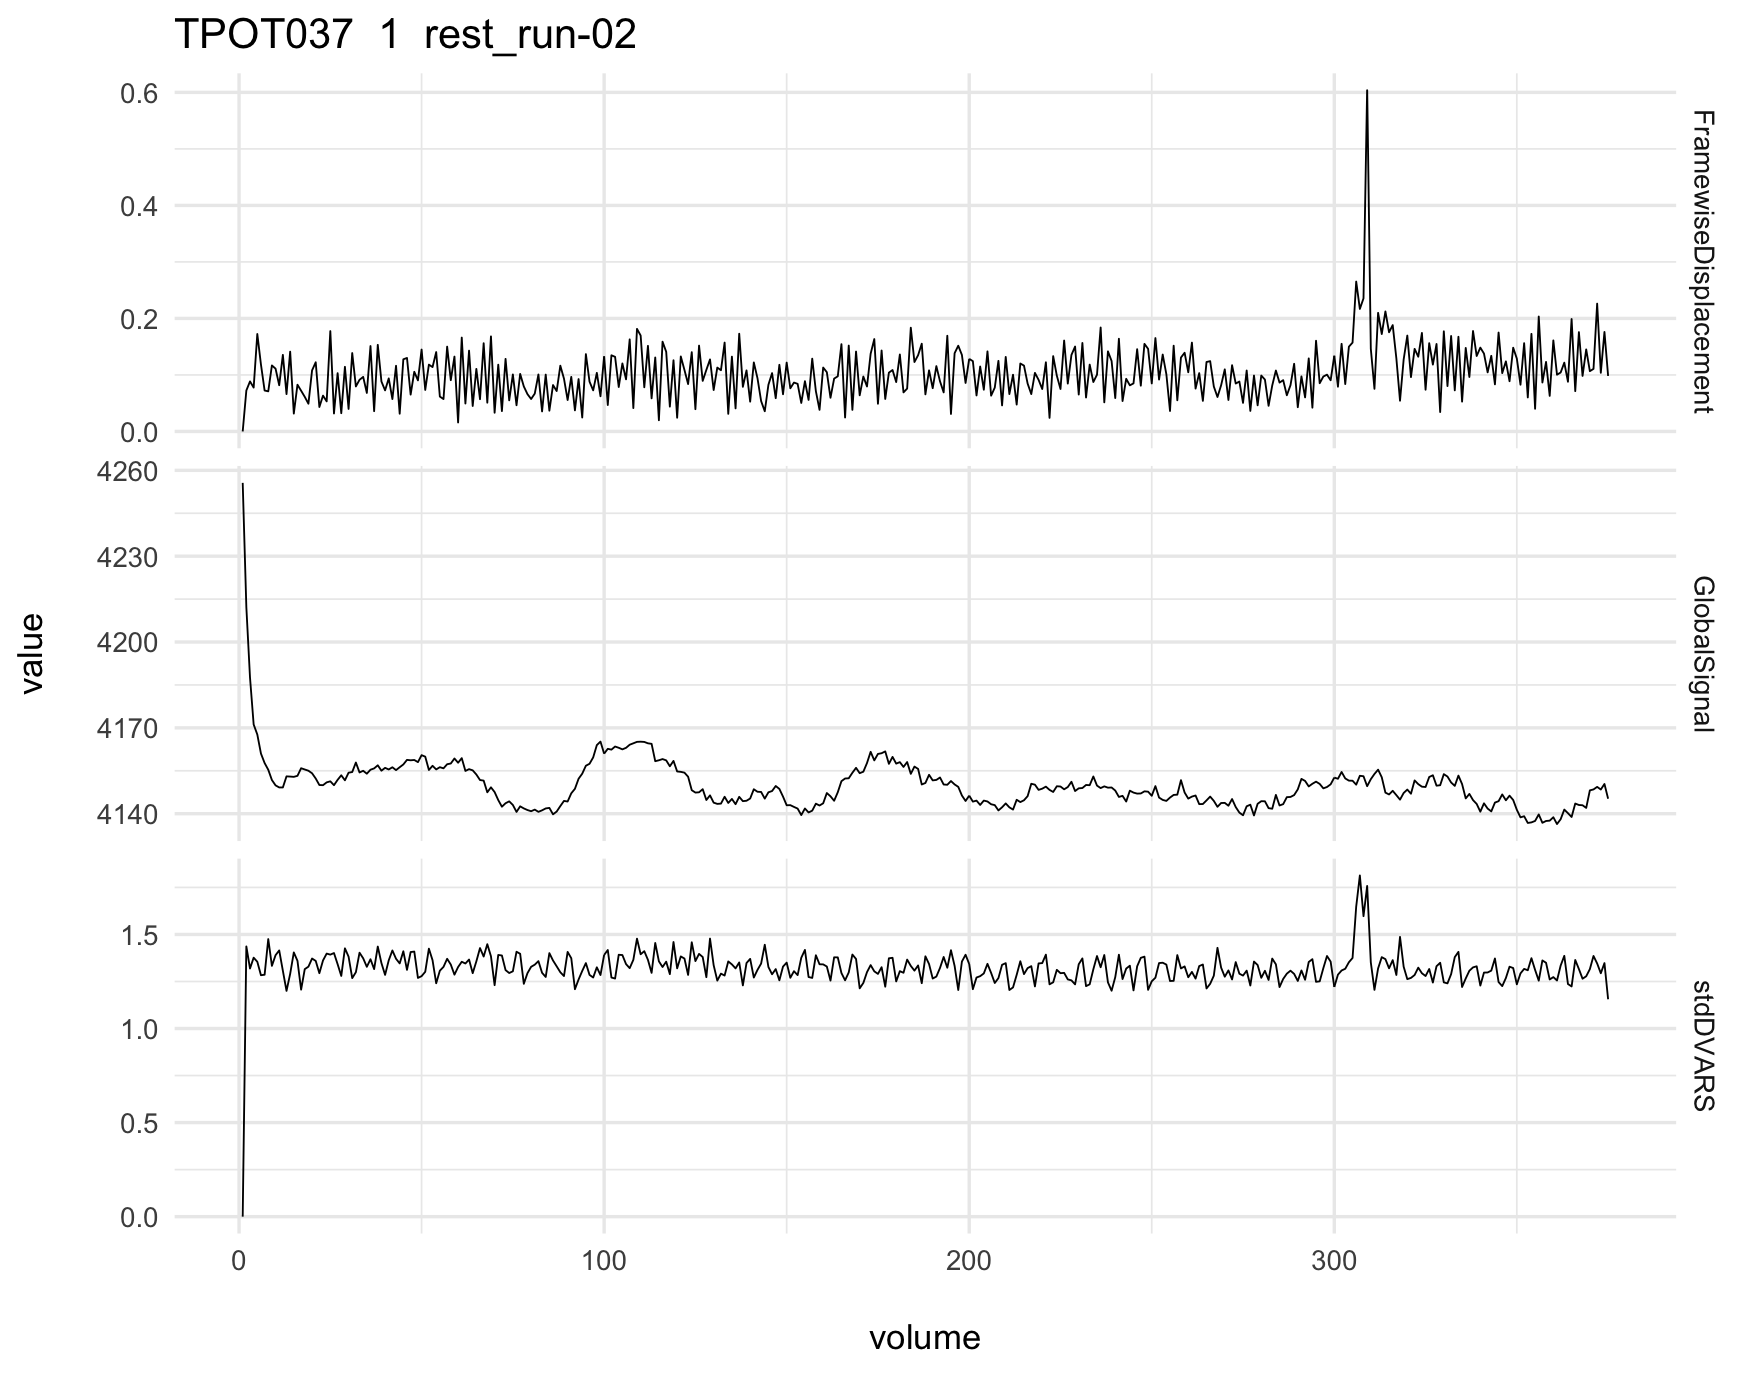 TPOT037 1 rest_run-02
0.6
0.4
0.2
0.0
FramewiseDisplacement
4260
4230
4200
4170
4140
GlobalSignal
value
1.5
1.0
0.5
0.0
stdDVARS
0 100 200 300
volume